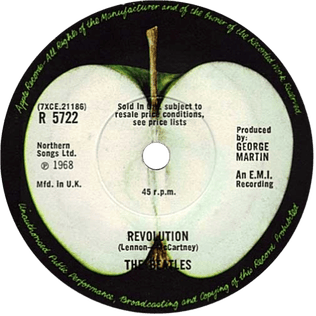 Apple Records · All Rights of the Manufacturer and of the Owner of the Recorded Work Reserved
(7XCE.21186)
R 5722
Sold in U.K. subject to
resale price conditions,
see price lists
Northern
Songs Ltd.
℗ 1968
Mfd. in U.K.
Produced
by:
GEORGE
MARTIN
An E.M.I.
Recording
45 r.p.m.
REVOLUTION
(Lennon-McCartney)
THE BEATLES
Unauthorised Public Performance, Broadcasting and Copying of this Record Prohibited